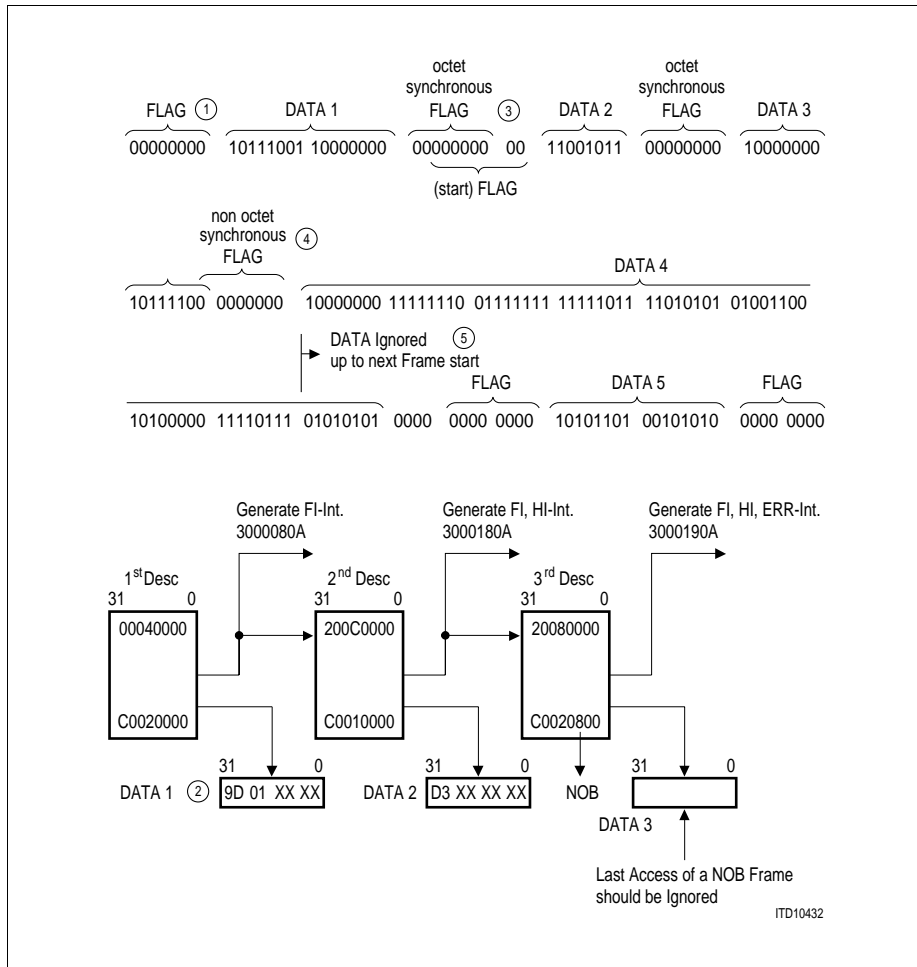 octet
synchronous
FLAG ③
octet
synchronous
FLAG
FLAG ① DATA 1 DATA 2 DATA 3
00000000 10111001 10000000 00000000 00 11001011 00000000 10000000
(start) FLAG
non octet
synchronous ④
FLAG
DATA 4
10111100 0000000 10000000 11111110 01111111 11111011 11010101 01001100
DATA Ignored ⑤
up to next Frame start
FLAG DATA 5 FLAG
10100000 11110111 01010101 0000 0000 0000 10101101 00101010 0000 0000
Generate FI-Int.
3000080A
Generate FI, HI-Int.
3000180A
Generate FI, HI, ERR-Int.
3000190A
1st Desc
31 0
00040000
C0020000
2nd Desc
31 0
200C0000
C0010000
3rd Desc
31 0
20080000
C0020800
31 0
DATA 1 ② 9D 01 XX XX
31 0
DATA 2 D3 XX XX XX
NOB
31 0
DATA 3
Last Access of a NOB Frame
should be Ignored
ITD10432